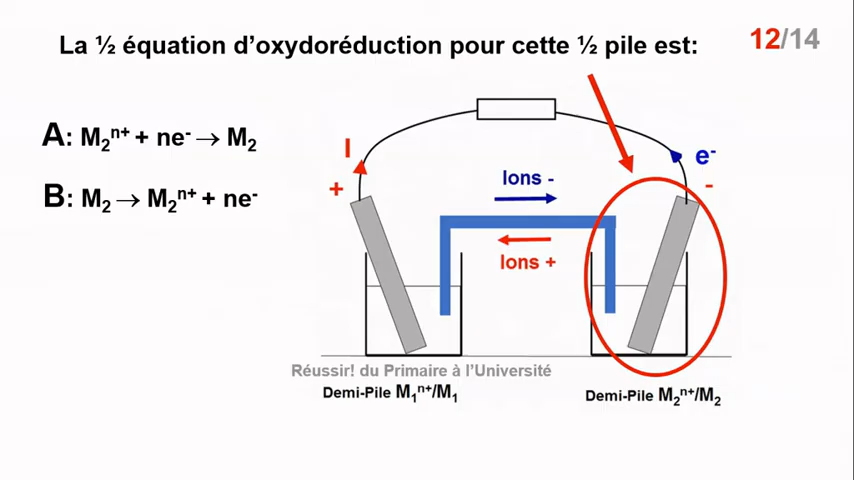 La ½ équation d'oxydoréduction pour cette ½ pile est:
12/14
A: M₂ⁿ⁺ + ne⁻ → M₂
B: M₂ → M₂ⁿ⁺ + ne⁻
I
e⁻
+
-
Ions -
Ions +
Réussir! du Primaire à l'Université
Demi-Pile M₁ⁿ⁺/M₁
Demi-Pile M₂ⁿ⁺/M₂